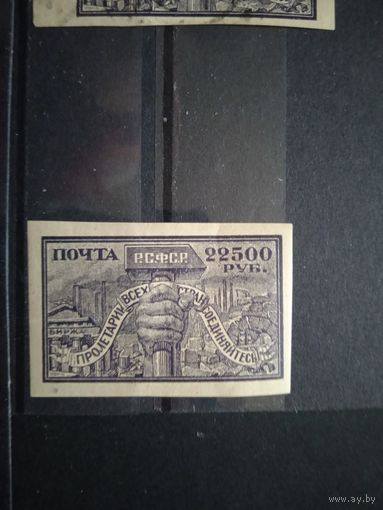 ПОЧТА Р.С.Ф.С.Р. 22500
РУБ.
ПРОЛЕТАРИИ ВСЕХ СТРАН СОЕДИНЯЙТЕСЬ
БИРЖА
ay.by